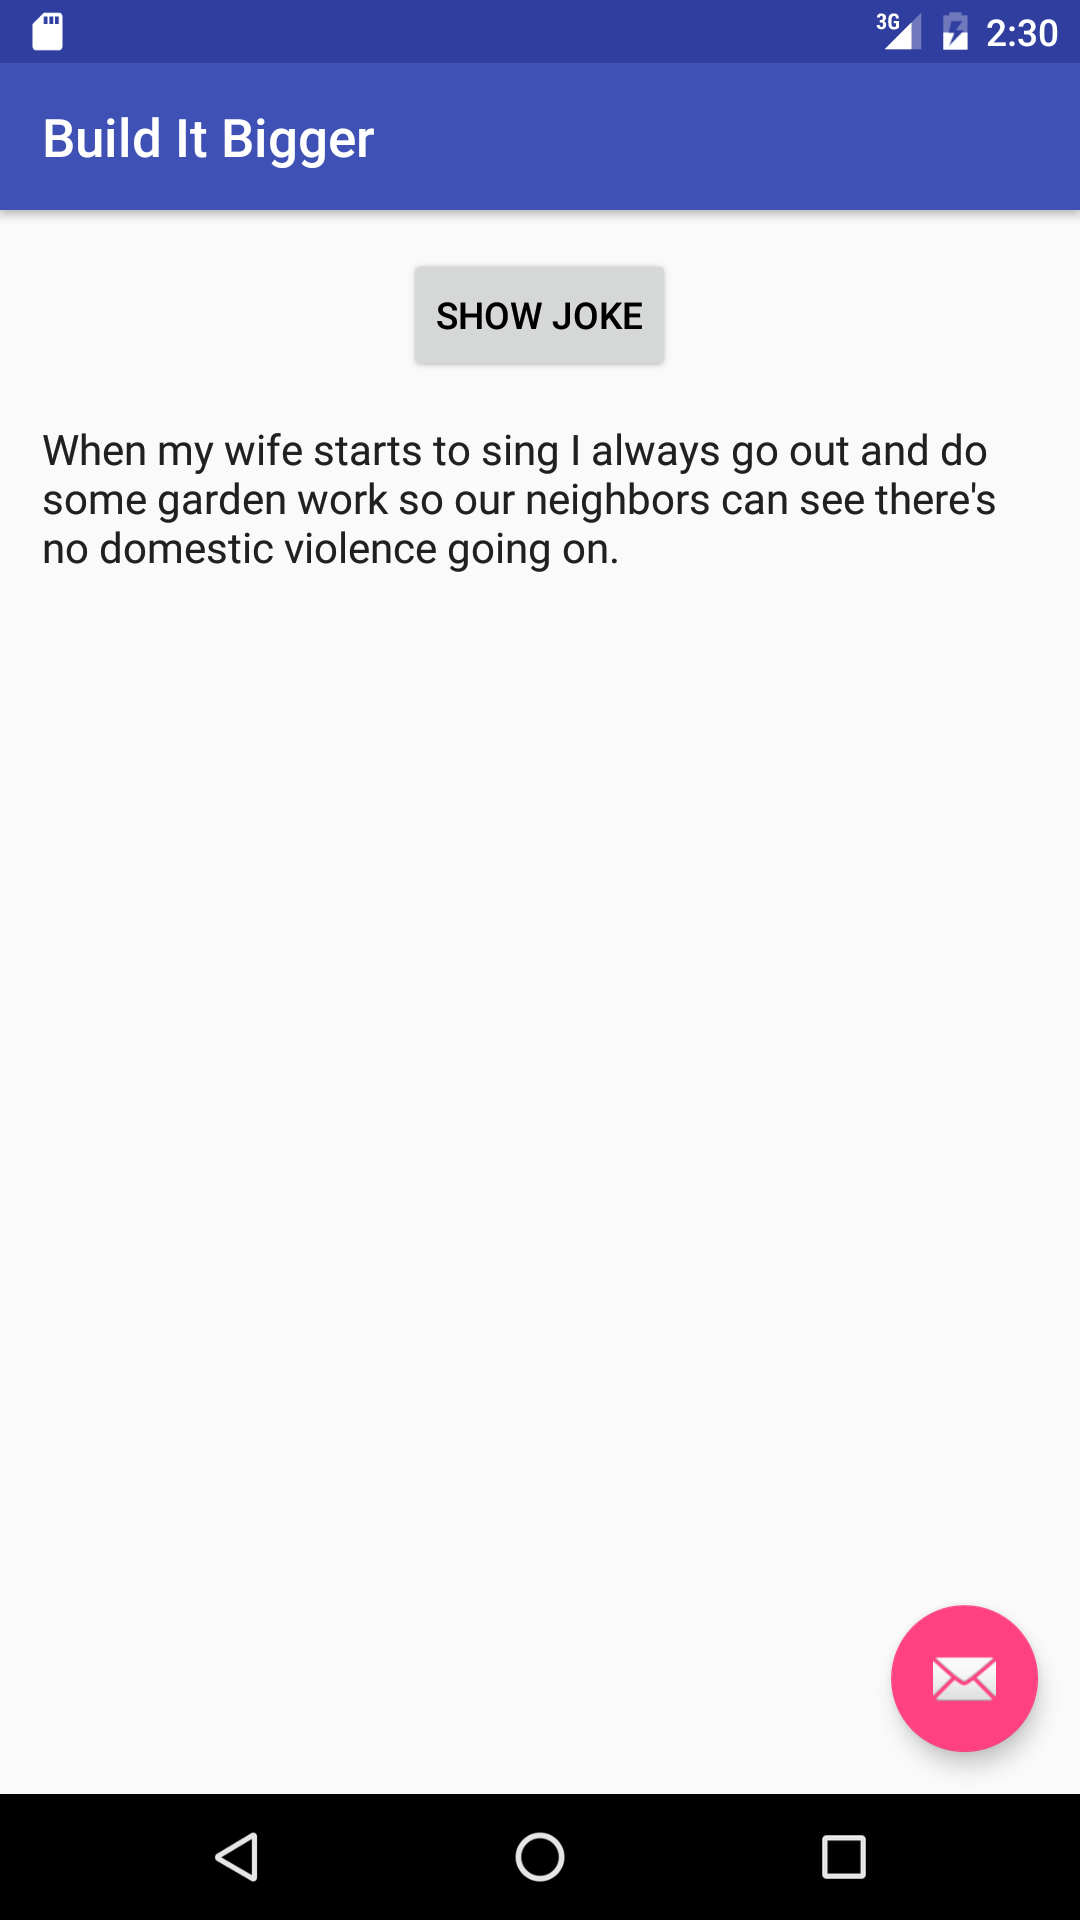 3G 2:30
Build It Bigger
SHOW JOKE
When my wife starts to sing I always go out and do
some garden work so our neighbors can see there's
no domestic violence going on.